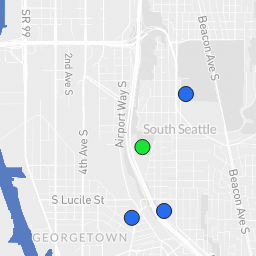 SR 99
2nd Ave S
Beacon Ave S
Airport Way S
4th Ave S
South Seattle
Beacon Ave S
S Lucile St
GEORGETOWN